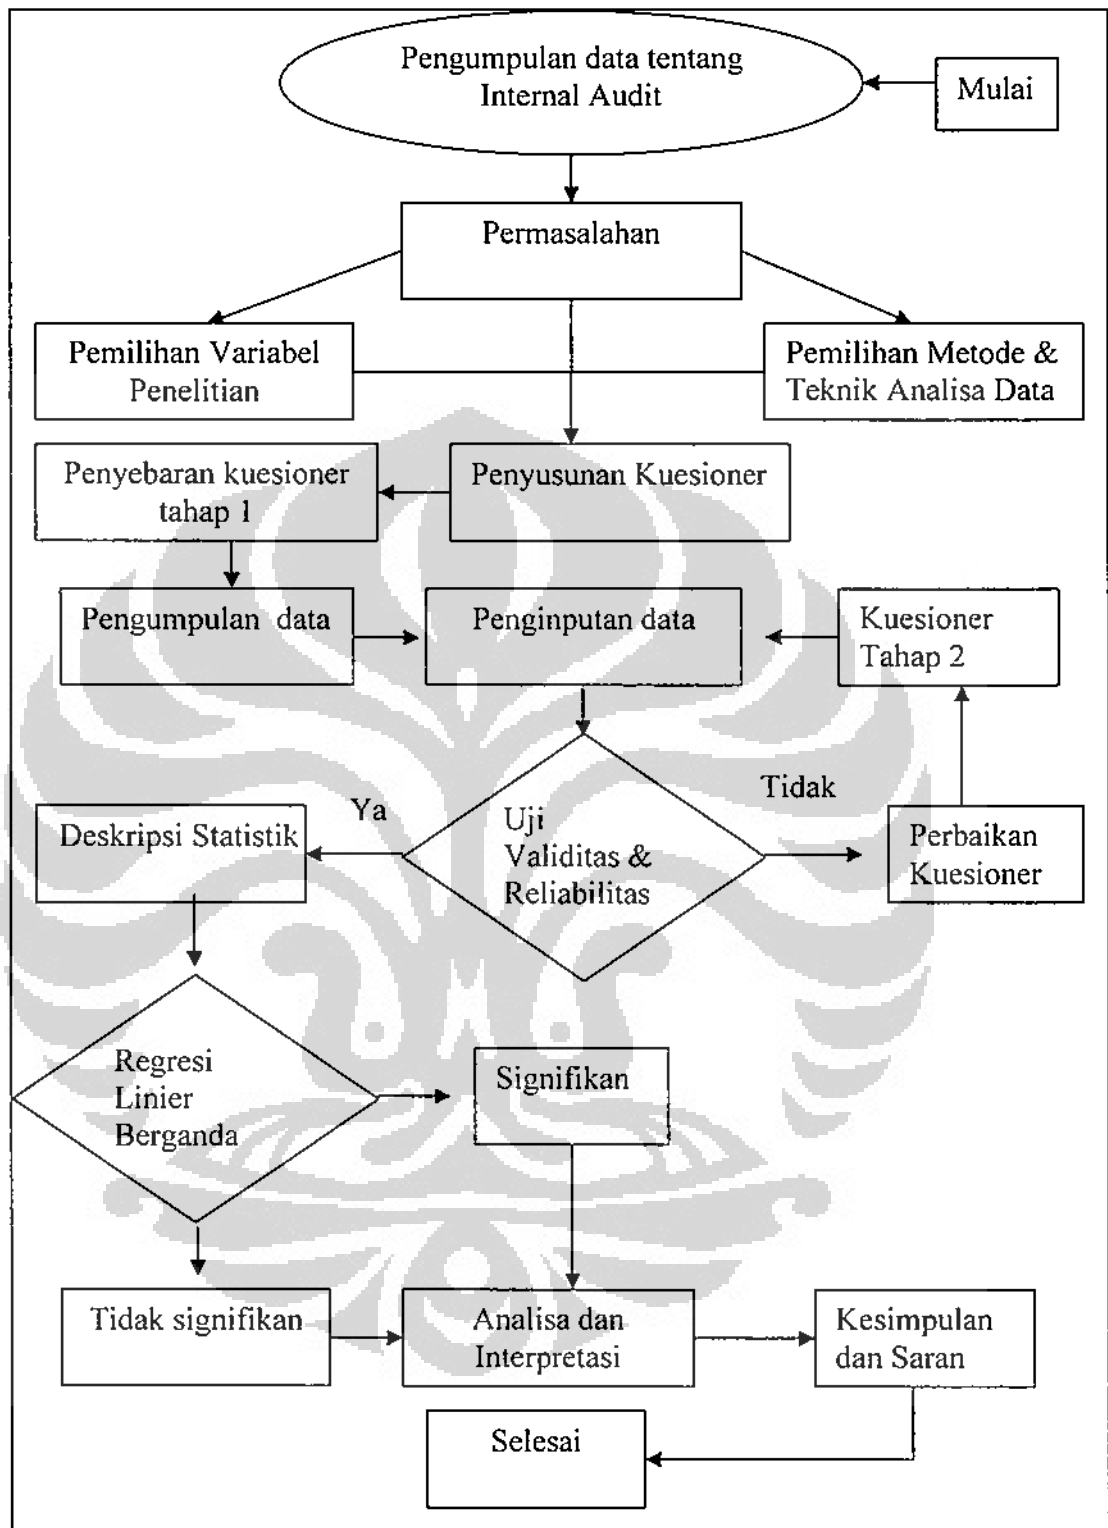 Pengumpulan data tentang
Internal Audit
Mulai
Permasalahan
Pemilihan Variabel
Penelitian
Pemilihan Metode &
Teknik Analisa Data
Penyebaran kuesioner
tahap 1
Penyusunan Kuesioner
Pengumpulan data
Penginputan data
Kuesioner
Tahap 2
Ya
Tidak
Uji
Validitas &
Reliabilitas
Deskripsi Statistik
Perbaikan
Kuesioner
Regresi
Linier
Berganda
Signifikan
Tidak signifikan
Analisa dan
Interpretasi
Kesimpulan
dan Saran
Selesai